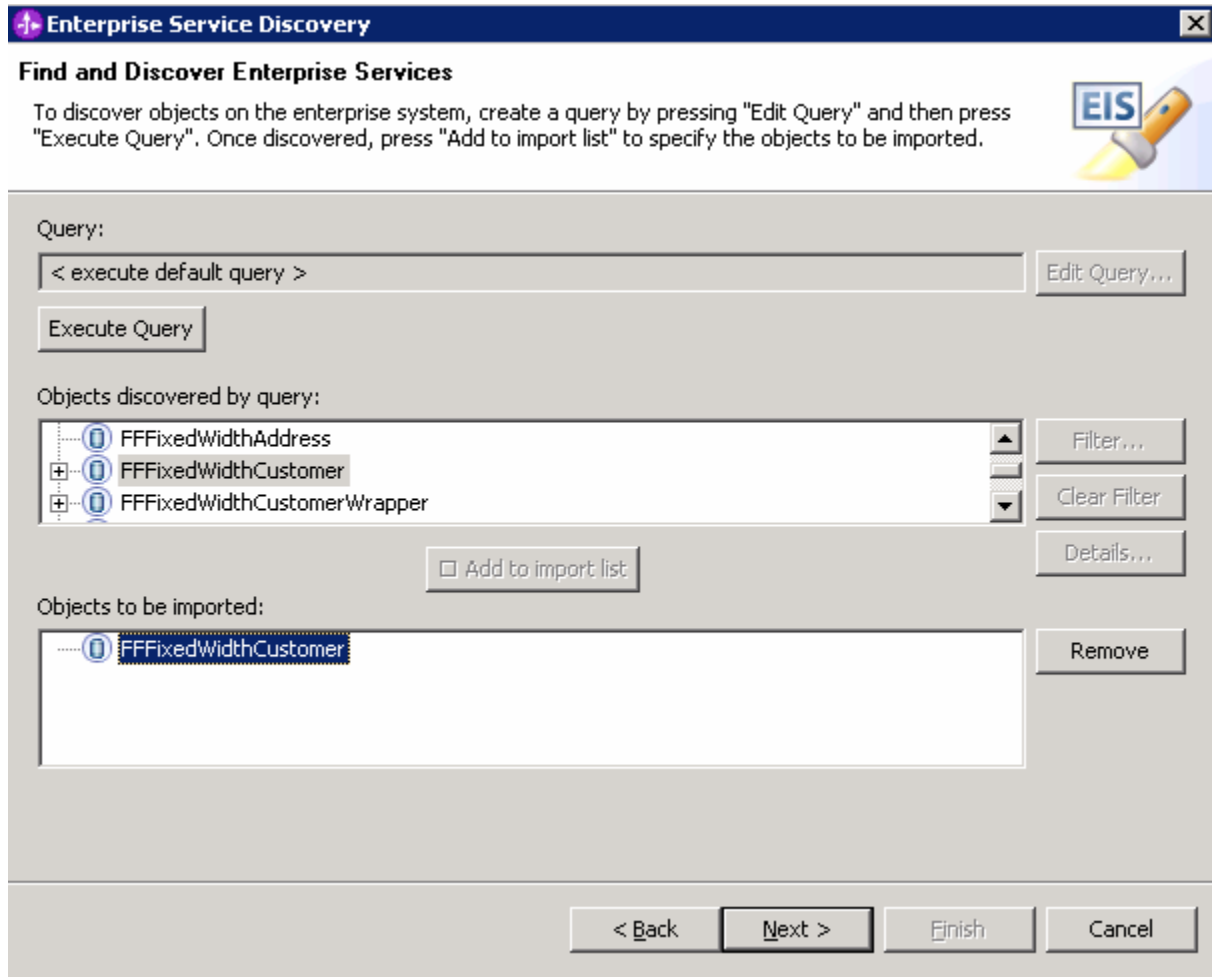 Enterprise Service Discovery
Find and Discover Enterprise Services
To discover objects on the enterprise system, create a query by pressing "Edit Query" and then press
"Execute Query". Once discovered, press "Add to import list" to specify the objects to be imported.
EIS
Query:
< execute default query >
Edit Query...
Execute Query
Objects discovered by query:
FFFixedWidthAddress
FFFixedWidthCustomer
FFFixedWidthCustomerWrapper
Filter...
Clear Filter
Details...
Add to import list
Objects to be imported:
FFFixedWidthCustomer
Remove
< Back
Next >
Finish
Cancel